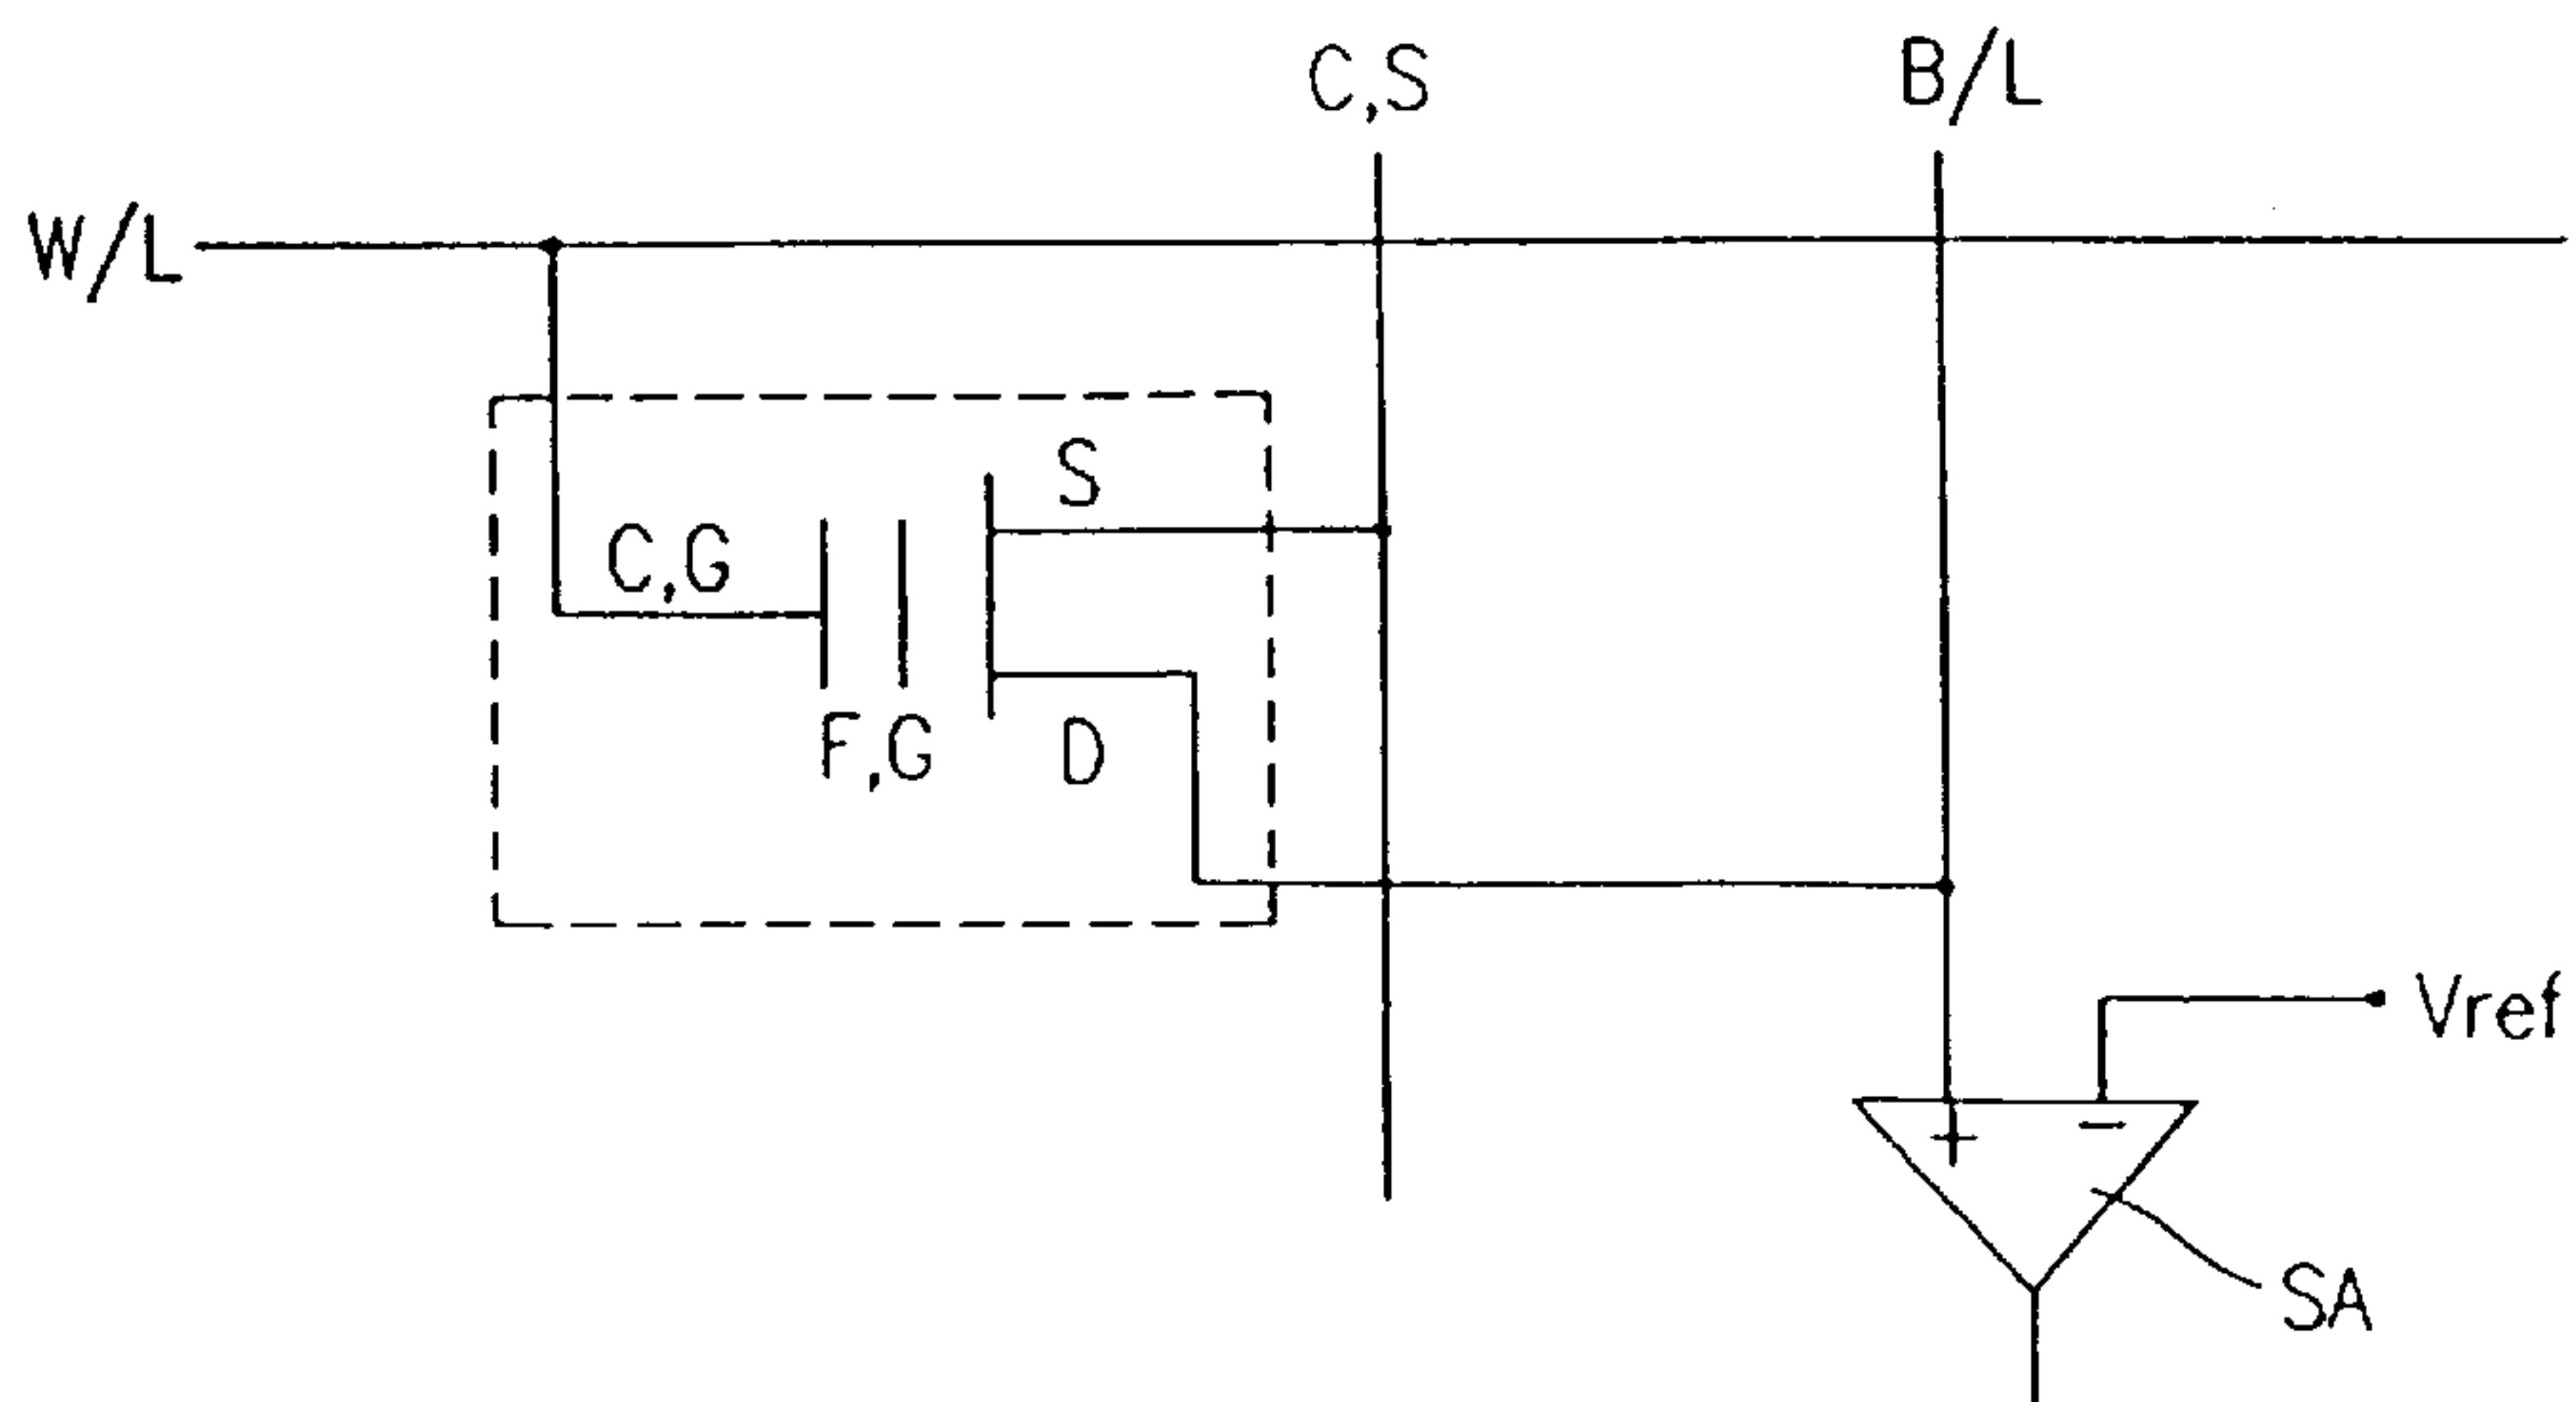 C,S
B/L
W/L
S
C,G
F,G
D
Vref
+
−
SA